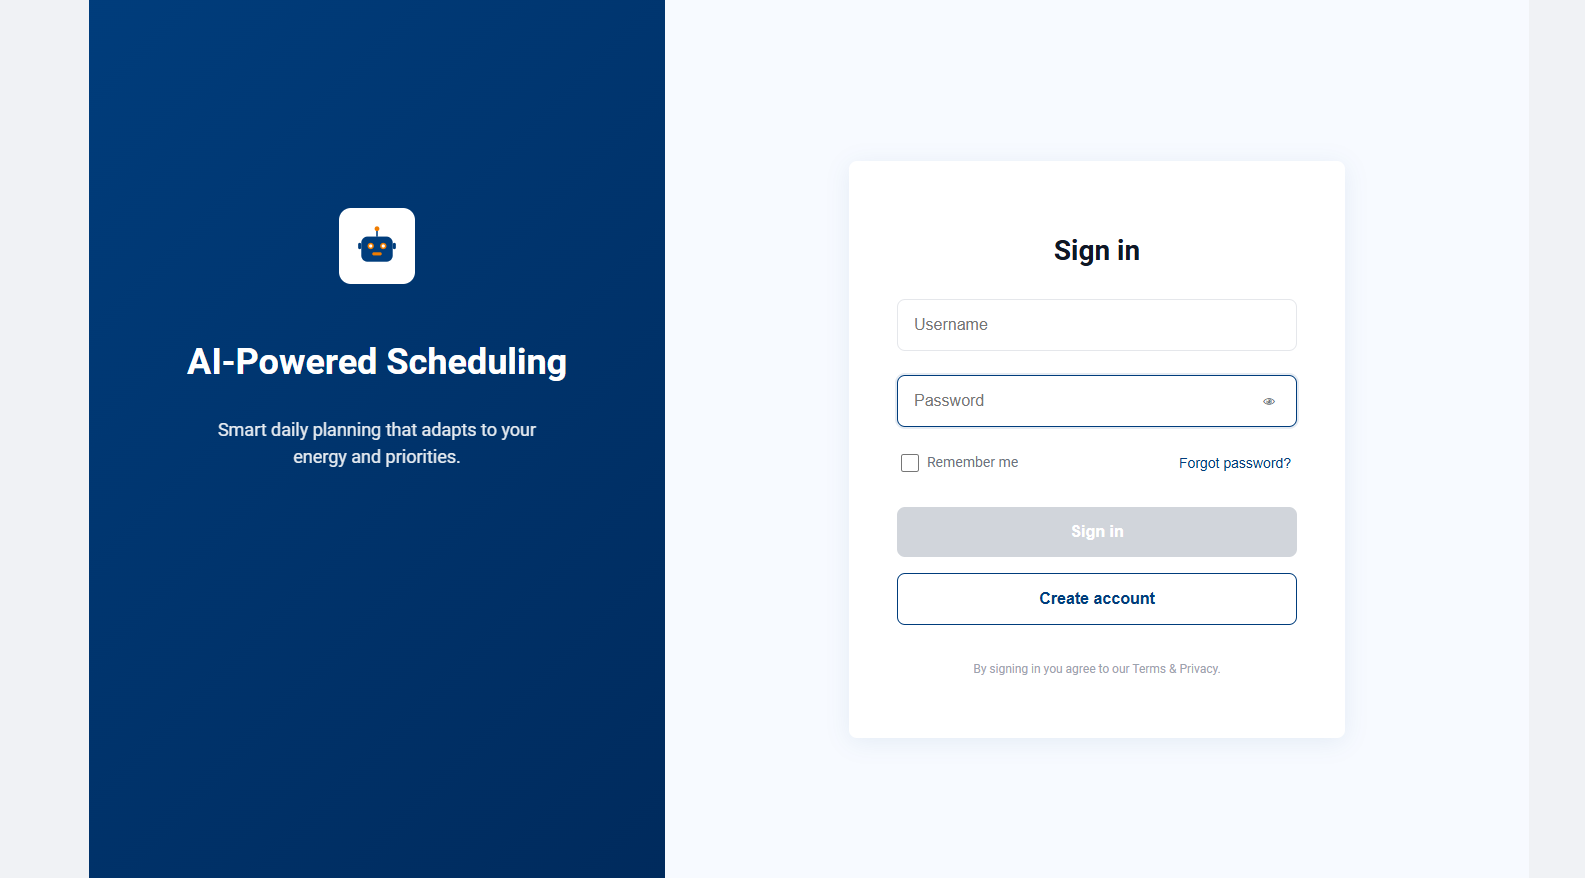 AI-Powered Scheduling
Smart daily planning that adapts to your
energy and priorities.
Sign in
Username
Password
Remember me
Forgot password?
Sign in
Create account
By signing in you agree to our Terms & Privacy.